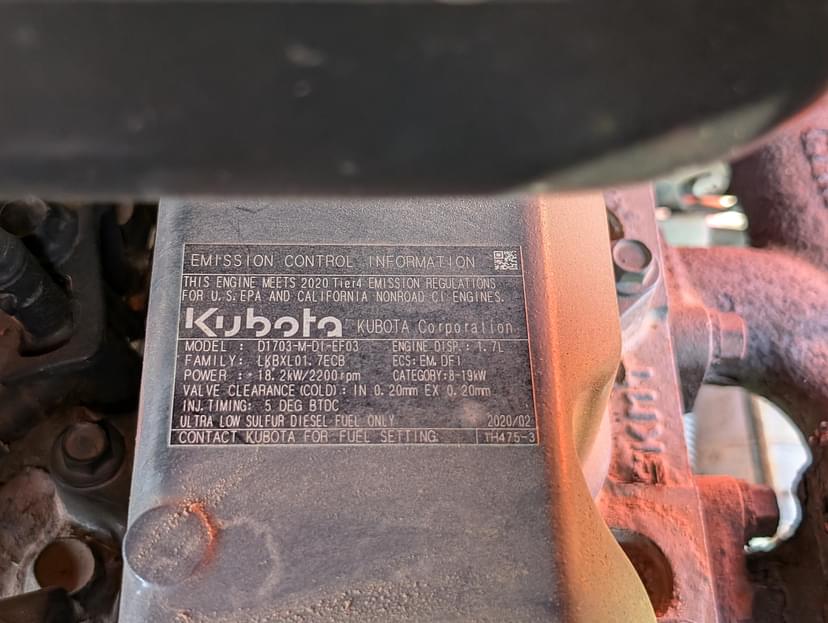 EMISSION CONTROL INFORMATION
THIS ENGINE MEETS 2020 Tier4 EMISSION REGULATIONS
FOR U.S.EPA AND CALIFORNIA NONROAD CI ENGINES.
Kubota KUBOTA Corporation
MODEL : D1703-M-DI-EF03 ENGINE DISP.: 1.7L
FAMILY: LKBXL01.7ECB ECS:EM,DFI
POWER : 18.2kW/2200rpm CATEGORY:8-19kW
VALVE CLEARANCE(COLD):IN 0.20mm EX 0.20mm
INJ.TIMING: 5 DEG BTDC
ULTRA LOW SULFUR DIESEL FUEL ONLY 2020/02
CONTACT KUBOTA FOR FUEL SETTING. TH475-3